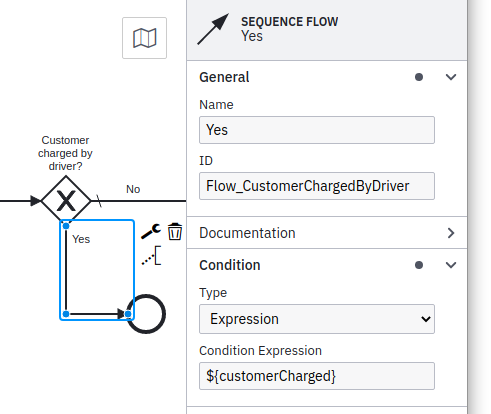 Customer
charged by
driver?
No
Yes
SEQUENCE FLOW
Yes
General
Name
Yes
ID
Flow_CustomerChargedByDriver
Documentation
Condition
Type
Expression
Condition Expression
${customerCharged}